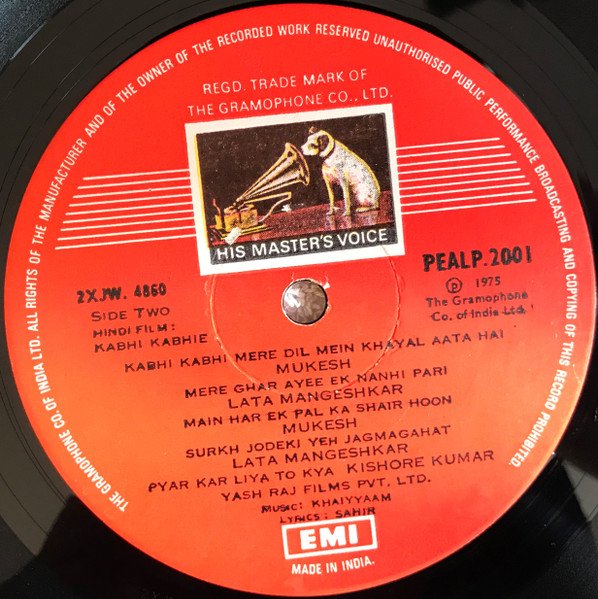 THE GRAMOPHONE CO. OF INDIA LTD. ALL RIGHTS OF THE MANUFACTURER AND OF THE OWNER OF THE RECORDED WORK RESERVED UNAUTHORISED PUBLIC PERFORMANCE BROADCASTING AND COPYING OF THIS RECORD PROHIBITED.
REGD. TRADE MARK OF
THE GRAMOPHONE CO., LTD.
HIS MASTER'S VOICE
2XJW. 4860
PEALP.2001
SIDE TWO
Ⓟ 1975
HINDI FILM:
The Gramophone
KABHI KABHIE
Co. of India Ltd.
KABHI KABHI MERE DIL MEIN KHAYAL AATA HAI
MUKESH
MERE GHAR AYEE EK NANHI PARI
LATA MANGESHKAR
MAIN HAR EK PAL KA SHAIR HOON
MUKESH
SURKH JODEKI YEH JAGMAGAHAT
LATA MANGESHKAR
PYAR KAR LIYA TO KYA KISHORE KUMAR
YASH RAJ FILMS PVT, LTD.
MUSIC: KHAIYYAAM
LYRICS: SAHIR
EMI
MADE IN INDIA.